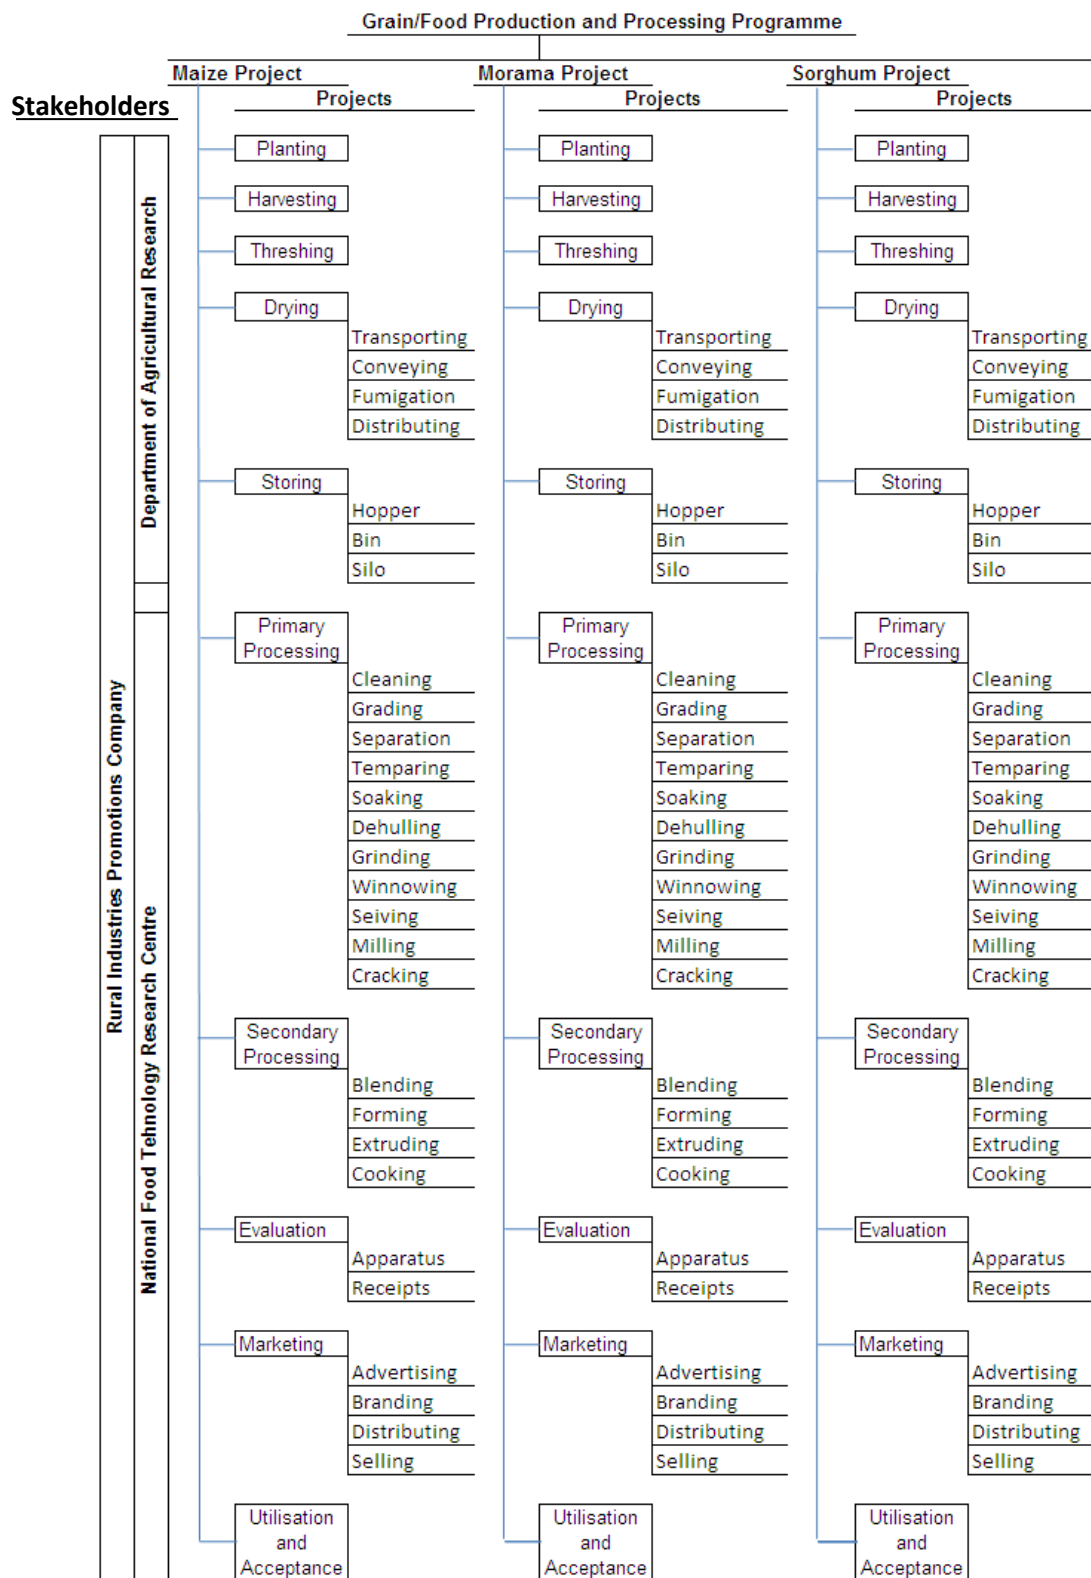 Grain/Food Production and Processing Programme
Maize Project Morama Project Sorghum Project
Stakeholders Projects Projects Projects
Rural Industries Promotions Company
Department of Agricultural Research
National Food Tehnology Research Centre
Planting Planting Planting
Harvesting Harvesting Harvesting
Threshing Threshing Threshing
Drying Drying Drying
Transporting Transporting Transporting
Conveying Conveying Conveying
Fumigation Fumigation Fumigation
Distributing Distributing Distributing
Storing Storing Storing
Hopper Hopper Hopper
Bin Bin Bin
Silo Silo Silo
Primary Primary Primary
Processing Processing Processing
Cleaning Cleaning Cleaning
Grading Grading Grading
Separation Separation Separation
Temparing Temparing Temparing
Soaking Soaking Soaking
Dehulling Dehulling Dehulling
Grinding Grinding Grinding
Winnowing Winnowing Winnowing
Seiving Seiving Seiving
Milling Milling Milling
Cracking Cracking Cracking
Secondary Secondary Secondary
Processing Processing Processing
Blending Blending Blending
Forming Forming Forming
Extruding Extruding Extruding
Cooking Cooking Cooking
Evaluation Evaluation Evaluation
Apparatus Apparatus Apparatus
Receipts Receipts Receipts
Marketing Marketing Marketing
Advertising Advertising Advertising
Branding Branding Branding
Distributing Distributing Distributing
Selling Selling Selling
Utilisation Utilisation Utilisation
and and and
Acceptance Acceptance Acceptance